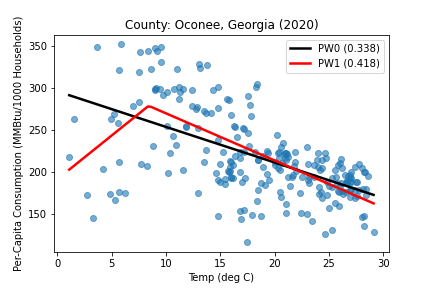 County: Oconee, Georgia (2020)
Per-Capita Consumption (MMBtu/1000 Households)
350
300
250
200
150
PW0 (0.338)
PW1 (0.418)
0 5 10 15 20 25 30
Temp (deg C)